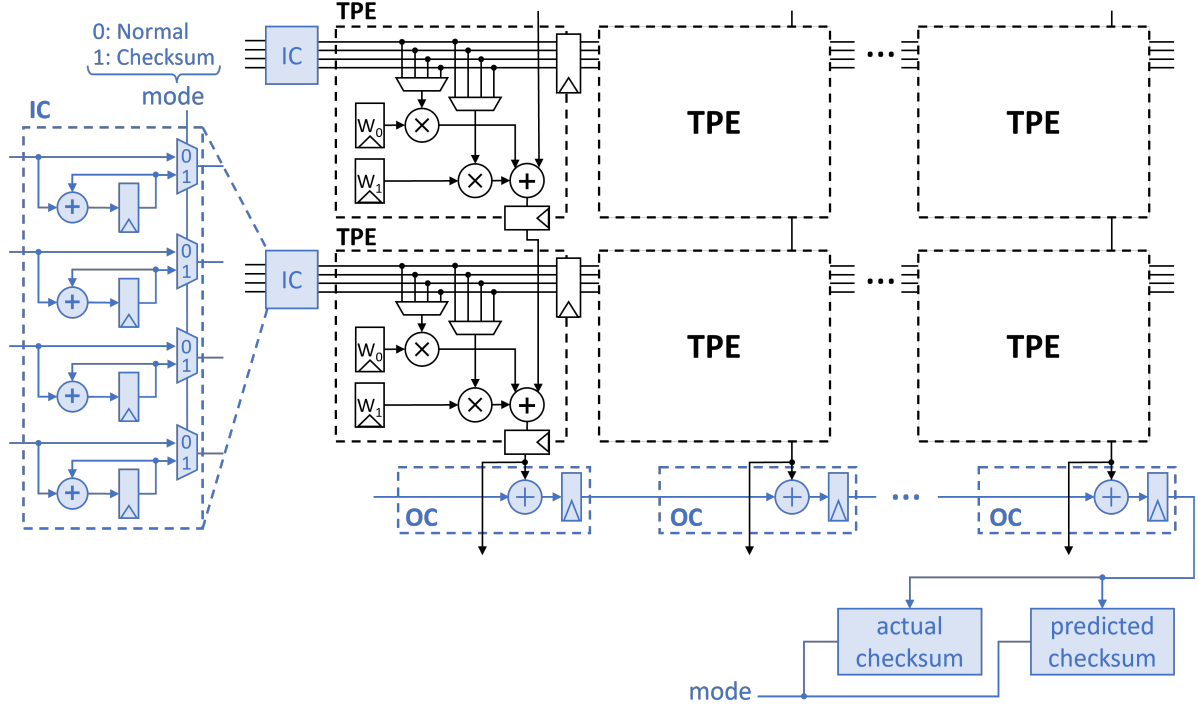 TPE
0: Normal
1: Checksum
mode
IC
IC
0
1
0
1
0
1
0
1
× 
W0
W1
×
+
TPE
TPE
...
TPE
IC
×
W0
W1
×
+
TPE
TPE
...
TPE
+
+
+
+
OC
+
OC
+
...
OC
+
actual
checksum
predicted
checksum
mode